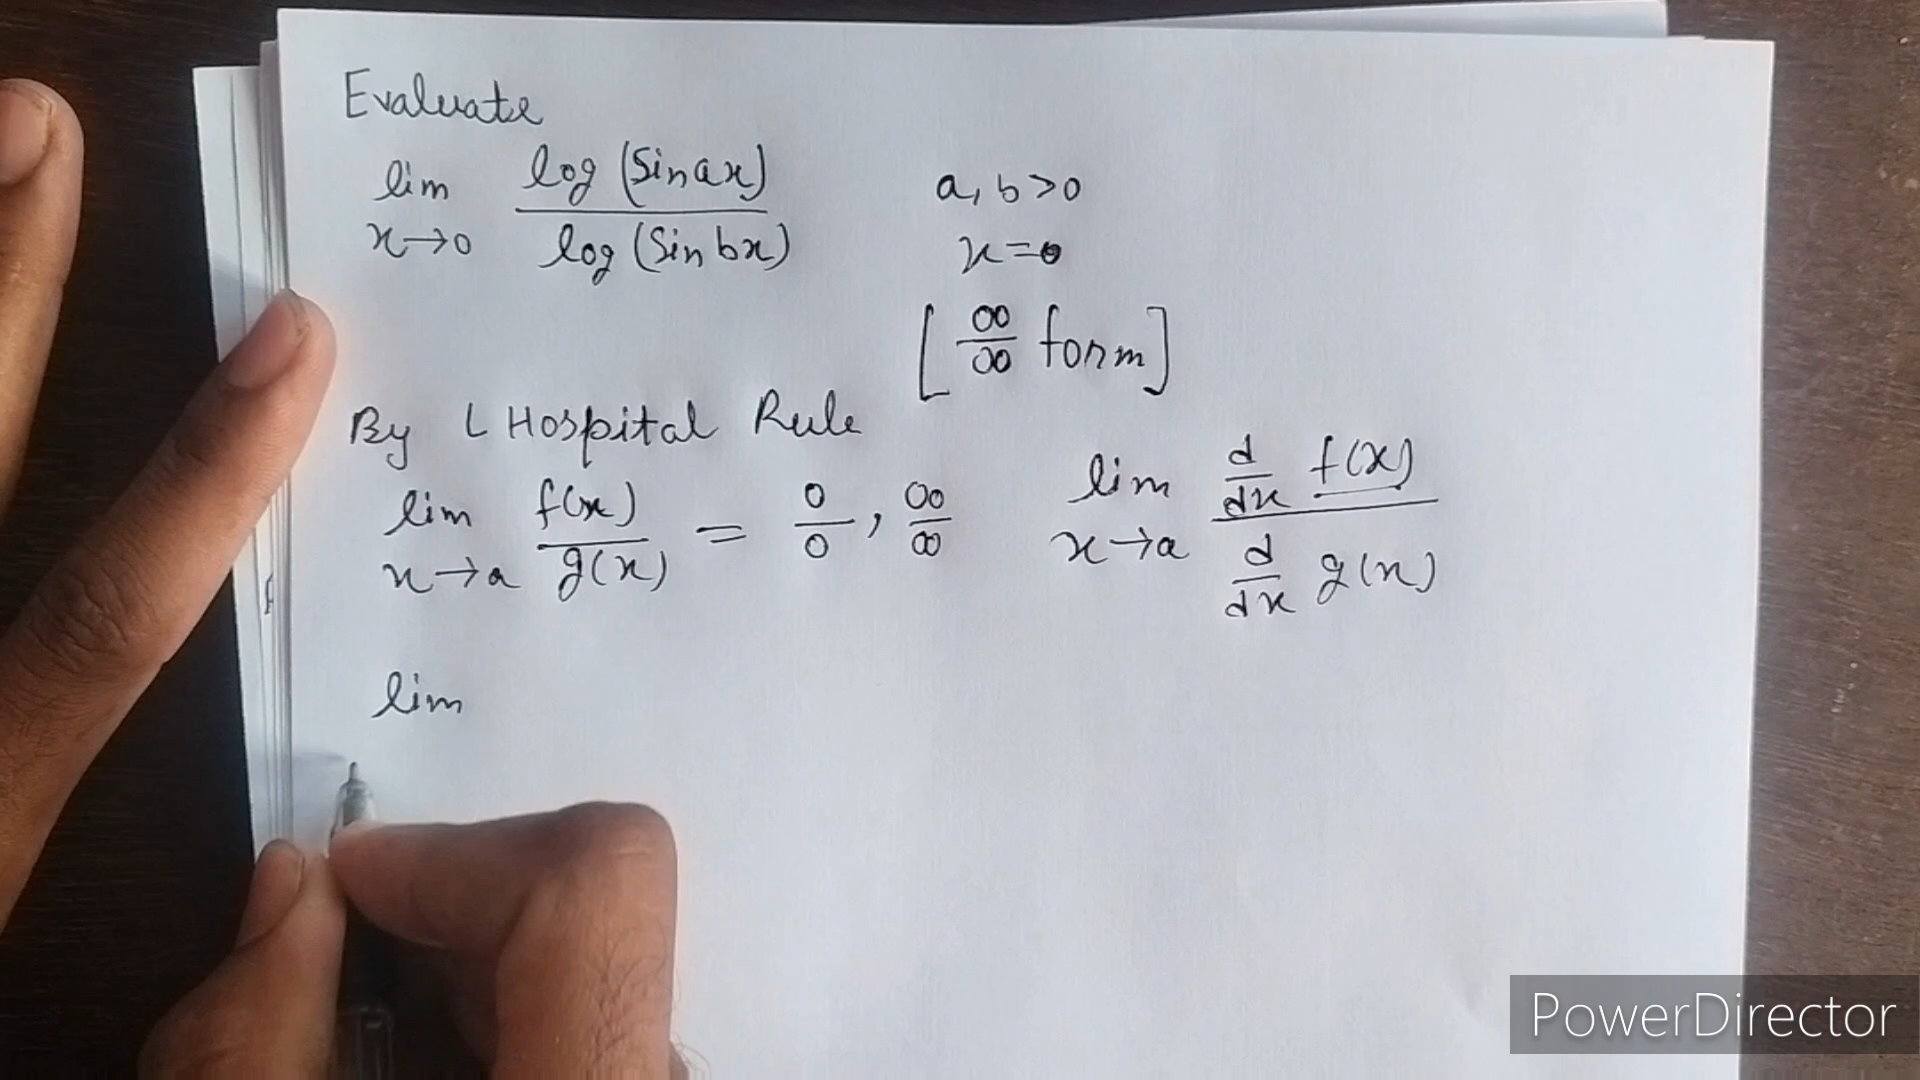 Evaluate
lim x→0 log (Sin ax) / log (Sin bx)
a, b > 0
x = 0
[ ∞/∞ form ]
By L Hospital Rule
lim x→a f(x) / g(x) = 0/0 , ∞/∞
lim x→a d/dx f(x) / d/dx g(x)
lim
PowerDirector